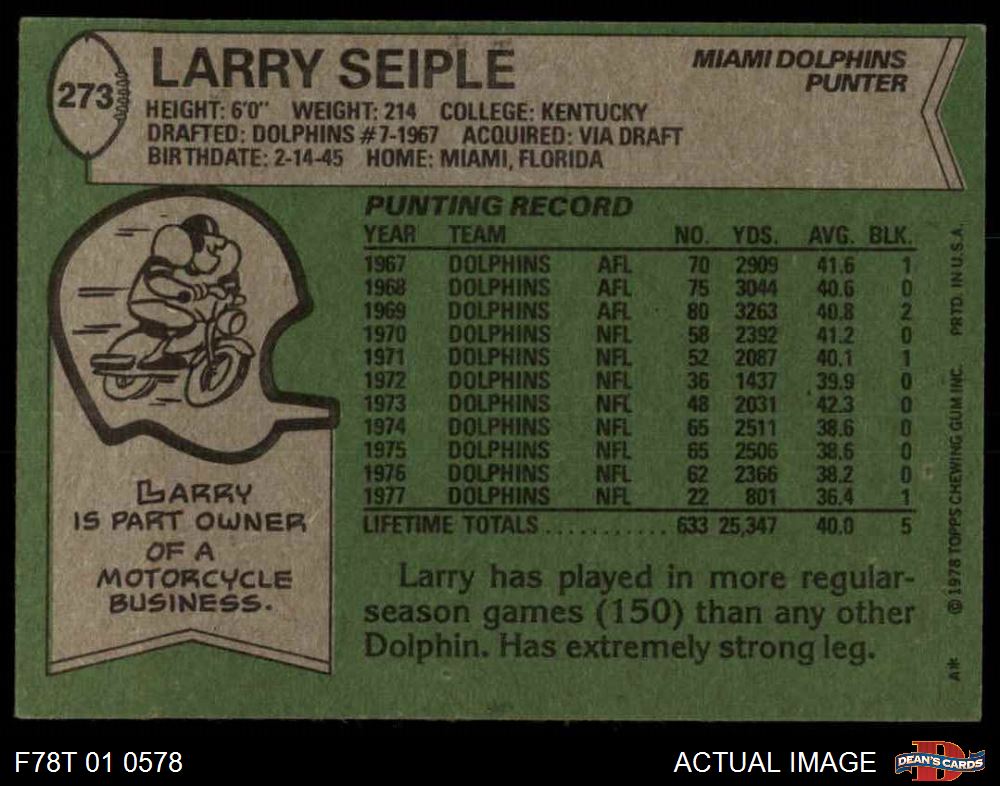 273
LARRY SEIPLE
MIAMI DOLPHINS
PUNTER
HEIGHT: 6'0" WEIGHT: 214 COLLEGE: KENTUCKY
DRAFTED: DOLPHINS #7-1967 ACQUIRED: VIA DRAFT
BIRTHDATE: 2-14-45 HOME: MIAMI, FLORIDA
PUNTING RECORD
YEAR TEAM NO. YDS. AVG. BLK.
1967 DOLPHINS AFL 70 2909 41.6 1
1968 DOLPHINS AFL 75 3044 40.6 0
1969 DOLPHINS AFL 80 3263 40.8 2
1970 DOLPHINS NFL 58 2392 41.2 0
1971 DOLPHINS NFL 52 2087 40.1 1
1972 DOLPHINS NFL 36 1437 39.9 0
1973 DOLPHINS NFL 48 2031 42.3 0
1974 DOLPHINS NFL 65 2511 38.6 0
1975 DOLPHINS NFL 65 2506 38.6 0
1976 DOLPHINS NFL 62 2366 38.2 0
1977 DOLPHINS NFL 22 801 36.4 1
LIFETIME TOTALS ........... 633 25,347 40.0 5
LARRY
IS PART OWNER
OF A
MOTORCYCLE
BUSINESS.
Larry has played in more regular-
season games (150) than any other
Dolphin. Has extremely strong leg.
A* © 1978 TOPPS CHEWING GUM INC. PRTD. IN U.S.A.
F78T 01 0578
ACTUAL IMAGE
D
DEAN'S CARDS